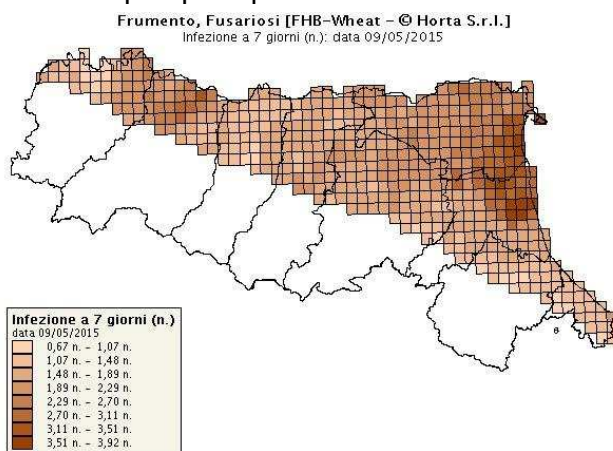 Frumento, Fusariosi [FHB-Wheat - © Horta S.r.l.]
Infezione a 7 giorni (n.): data 09/05/2015
Infezione a 7 giorni (n.)
data 09/05/2015
0,67 n. - 1,07 n.
1,07 n. - 1,48 n.
1,48 n. - 1,89 n.
1,89 n. - 2,29 n.
2,29 n. - 2,70 n.
2,70 n. - 3,11 n.
3,11 n. - 3,51 n.
3,51 n. - 3,92 n.